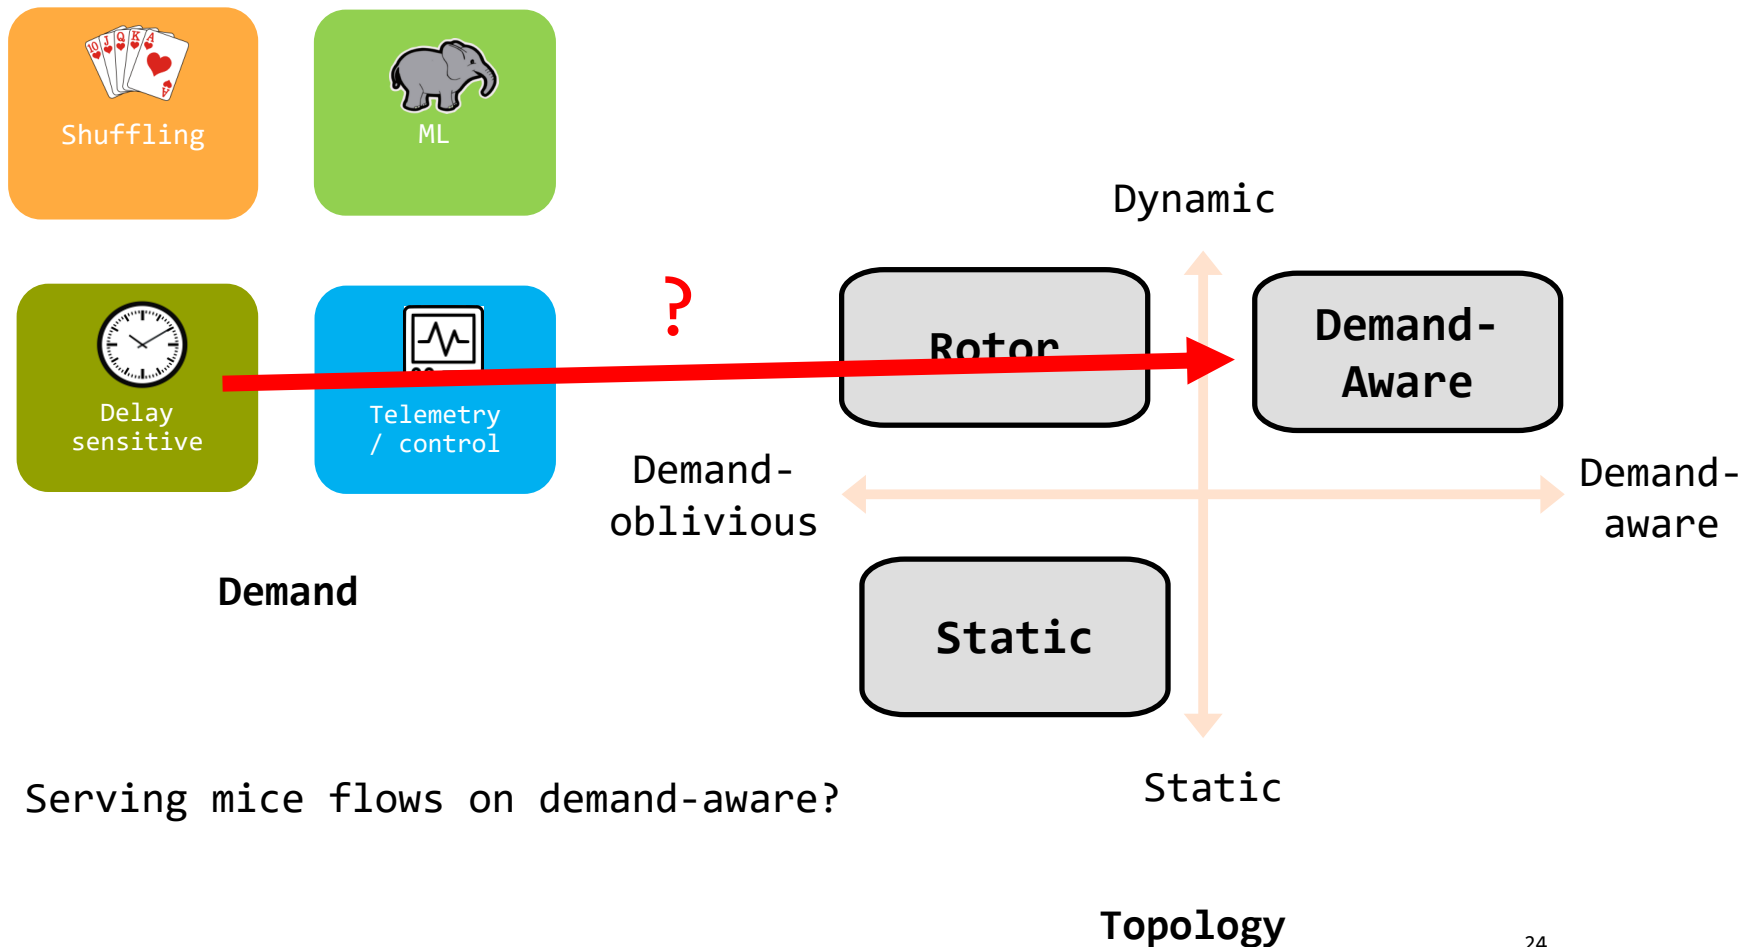 10 J Q K A
A
Shuffling
ML
Delay
sensitive
Telemetry
/ control
Demand
?
Dynamic
Rotor
Demand-
Aware
Demand-
oblivious
Demand-
aware
Static
Static
Serving mice flows on demand-aware?
Topology
24